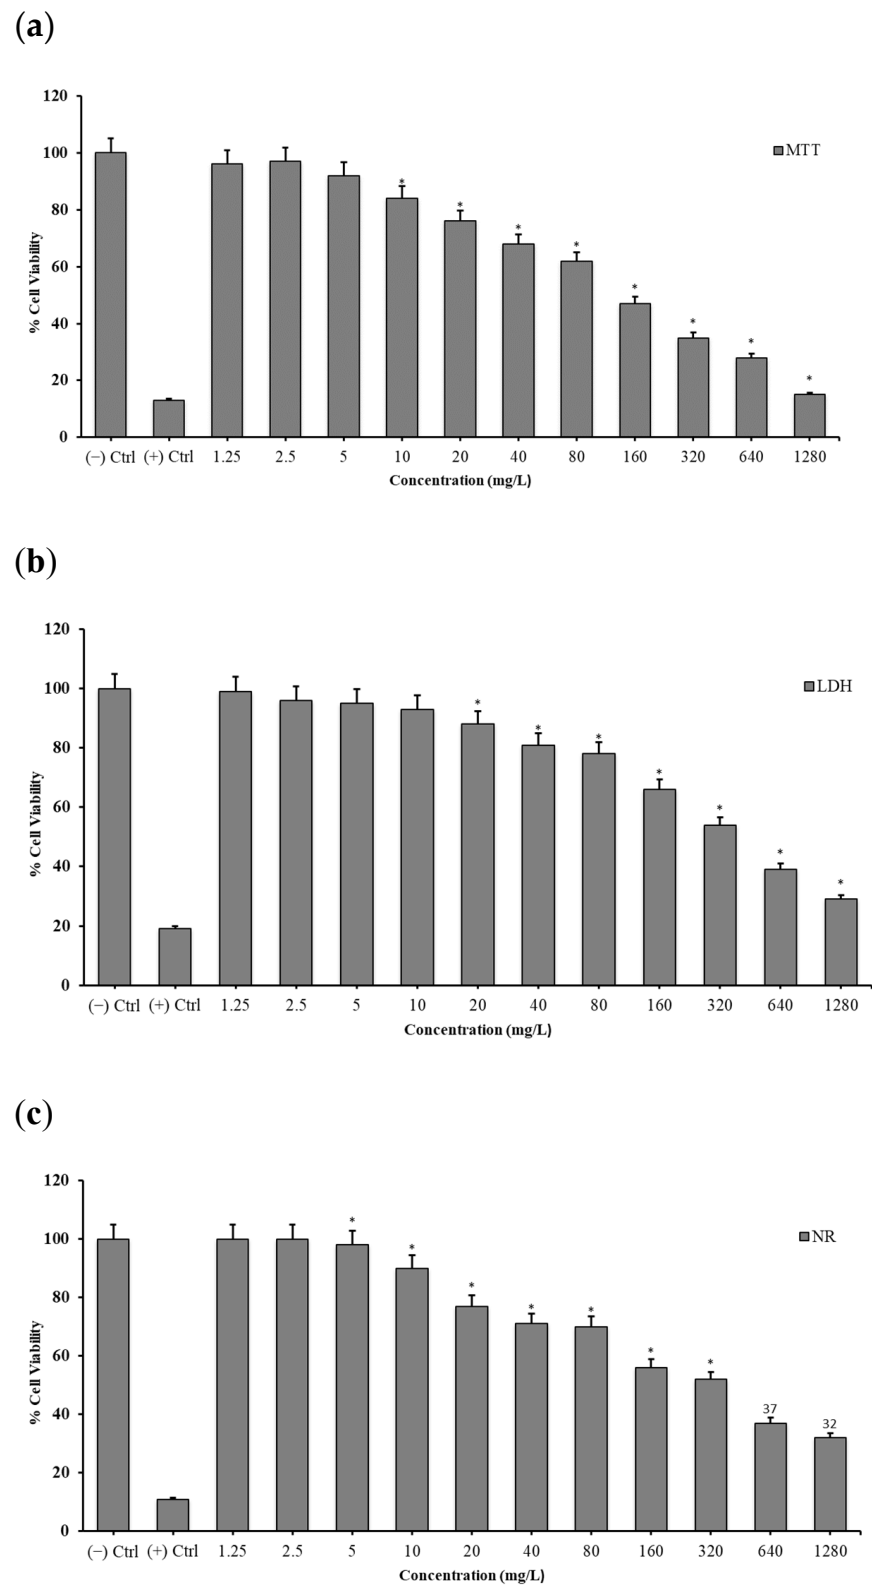 (a)
120
100
80
60
40
20
0
% Cell Viability
MTT
* * * * * * * *
(−) Ctrl (+) Ctrl 1.25 2.5 5 10 20 40 80 160 320 640 1280
Concentration (mg/L)
(b)
120
100
80
60
40
20
0
% Cell Viability
LDH
* * * * * * *
(−) Ctrl (+) Ctrl 1.25 2.5 5 10 20 40 80 160 320 640 1280
Concentration (mg/L)
(c)
120
100
80
60
40
20
0
% Cell Viability
NR
* * * * * * * 37 32
(−) Ctrl (+) Ctrl 1.25 2.5 5 10 20 40 80 160 320 640 1280
Concentration (mg/L)